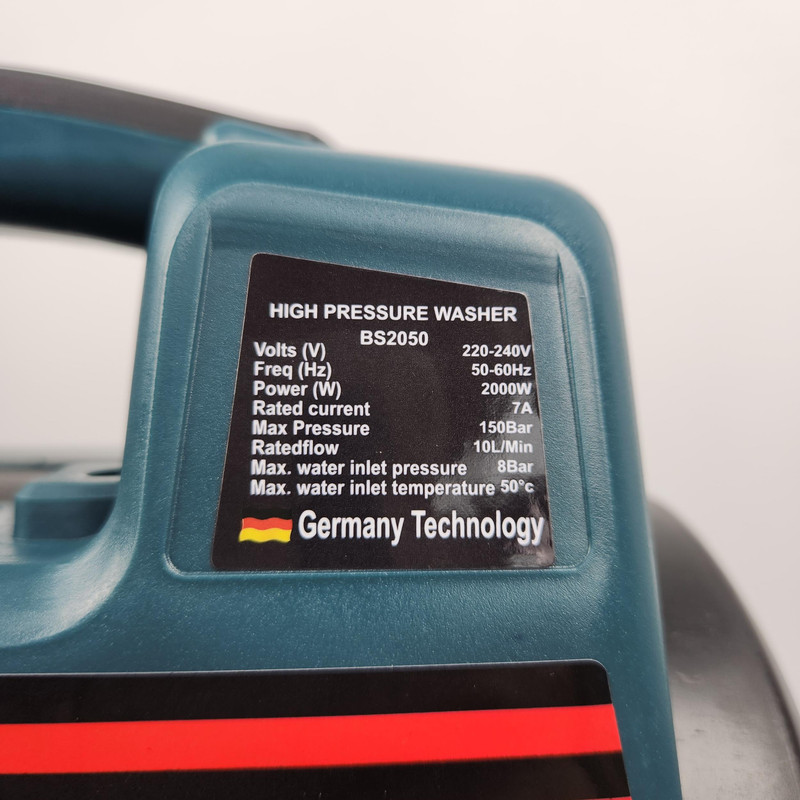 HIGH PRESSURE WASHER
BS2050
Volts (V) 220-240V
Freq (Hz) 50-60Hz
Power (W) 2000W
Rated current 7A
Max Pressure 150Bar
Ratedflow 10L/Min
Max. water inlet pressure 8Bar
Max. water inlet temperature 50°c
Germany Technology